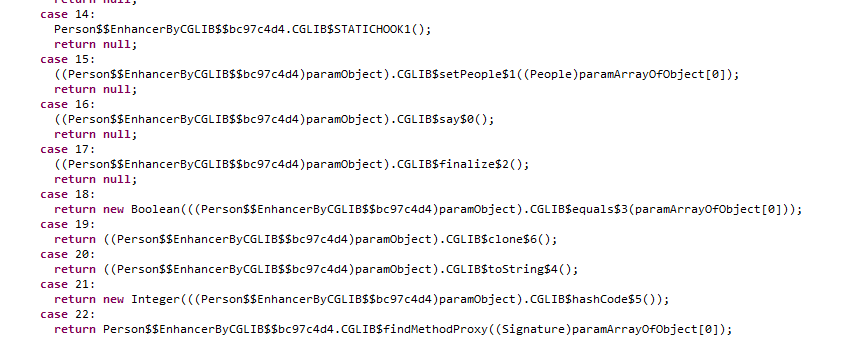 return null;
case 14:
Person$$EnhancerByCGLIB$$bc97c4d4.CGLIB$STATICHOOK1();
return null;
case 15:
((Person$$EnhancerByCGLIB$$bc97c4d4)paramObject).CGLIB$setPeople$1((People)paramArrayOfObject[0]);
return null;
case 16:
((Person$$EnhancerByCGLIB$$bc97c4d4)paramObject).CGLIB$say$0();
return null;
case 17:
((Person$$EnhancerByCGLIB$$bc97c4d4)paramObject).CGLIB$finalize$2();
return null;
case 18:
return new Boolean(((Person$$EnhancerByCGLIB$$bc97c4d4)paramObject).CGLIB$equals$3(paramArrayOfObject[0]));
case 19:
return ((Person$$EnhancerByCGLIB$$bc97c4d4)paramObject).CGLIB$clone$6();
case 20:
return ((Person$$EnhancerByCGLIB$$bc97c4d4)paramObject).CGLIB$toString$4();
case 21:
return new Integer(((Person$$EnhancerByCGLIB$$bc97c4d4)paramObject).CGLIB$hashCode$5());
case 22:
return Person$$EnhancerByCGLIB$$bc97c4d4.CGLIB$findMethodProxy((Signature)paramArrayOfObject[0]);